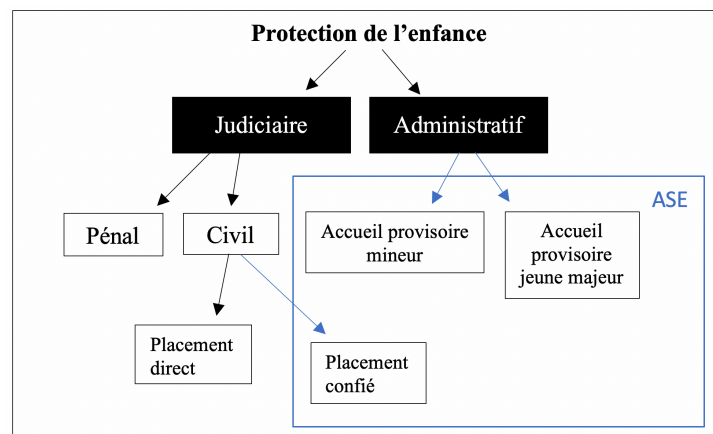 Protection de l’enfance
Judiciaire
Administratif
ASE
Pénal
Civil
Accueil provisoire
mineur
Accueil
provisoire
jeune majeur
Placement
direct
Placement
confié